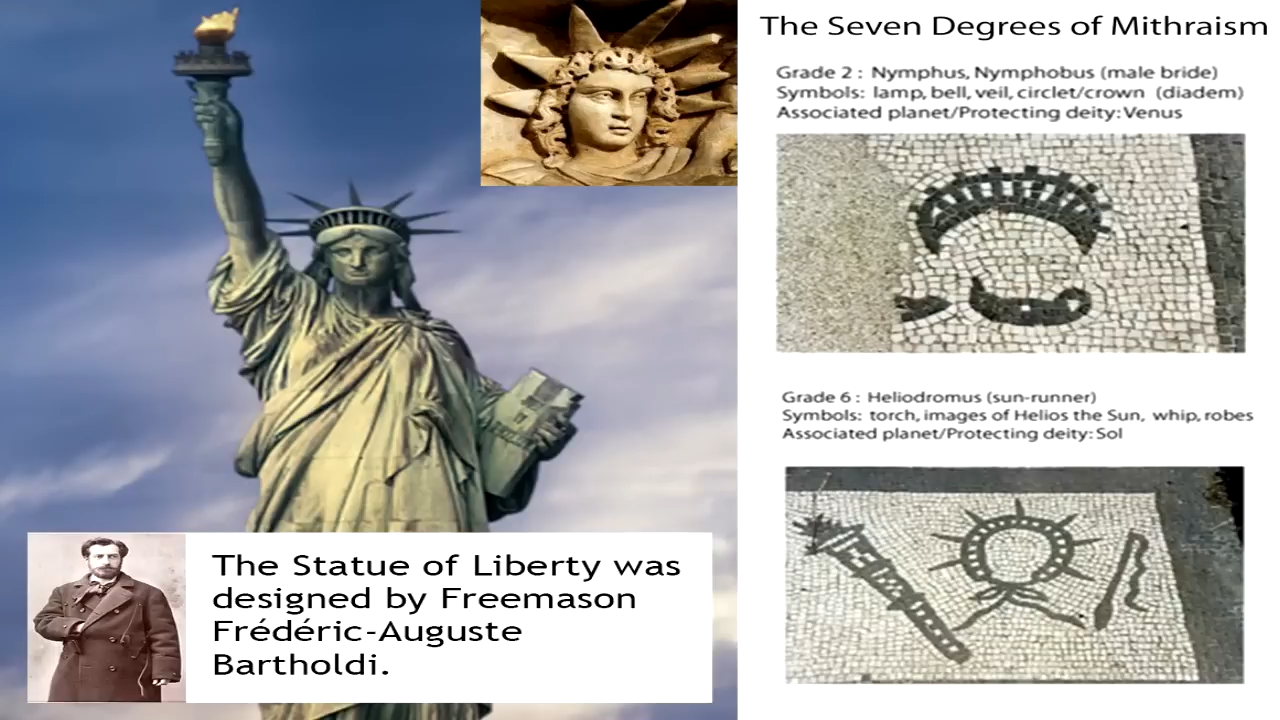 The Seven Degrees of Mithraism
Grade 2 : Nymphus, Nymphobus (male bride)
Symbols: lamp, bell, veil, circlet/crown (diadem)
Associated planet/Protecting deity: Venus
Grade 6 : Heliodromus (sun-runner)
Symbols: torch, images of Helios the Sun, whip, robes
Associated planet/Protecting deity: Sol
The Statue of Liberty was
designed by Freemason
Frédéric-Auguste
Bartholdi.